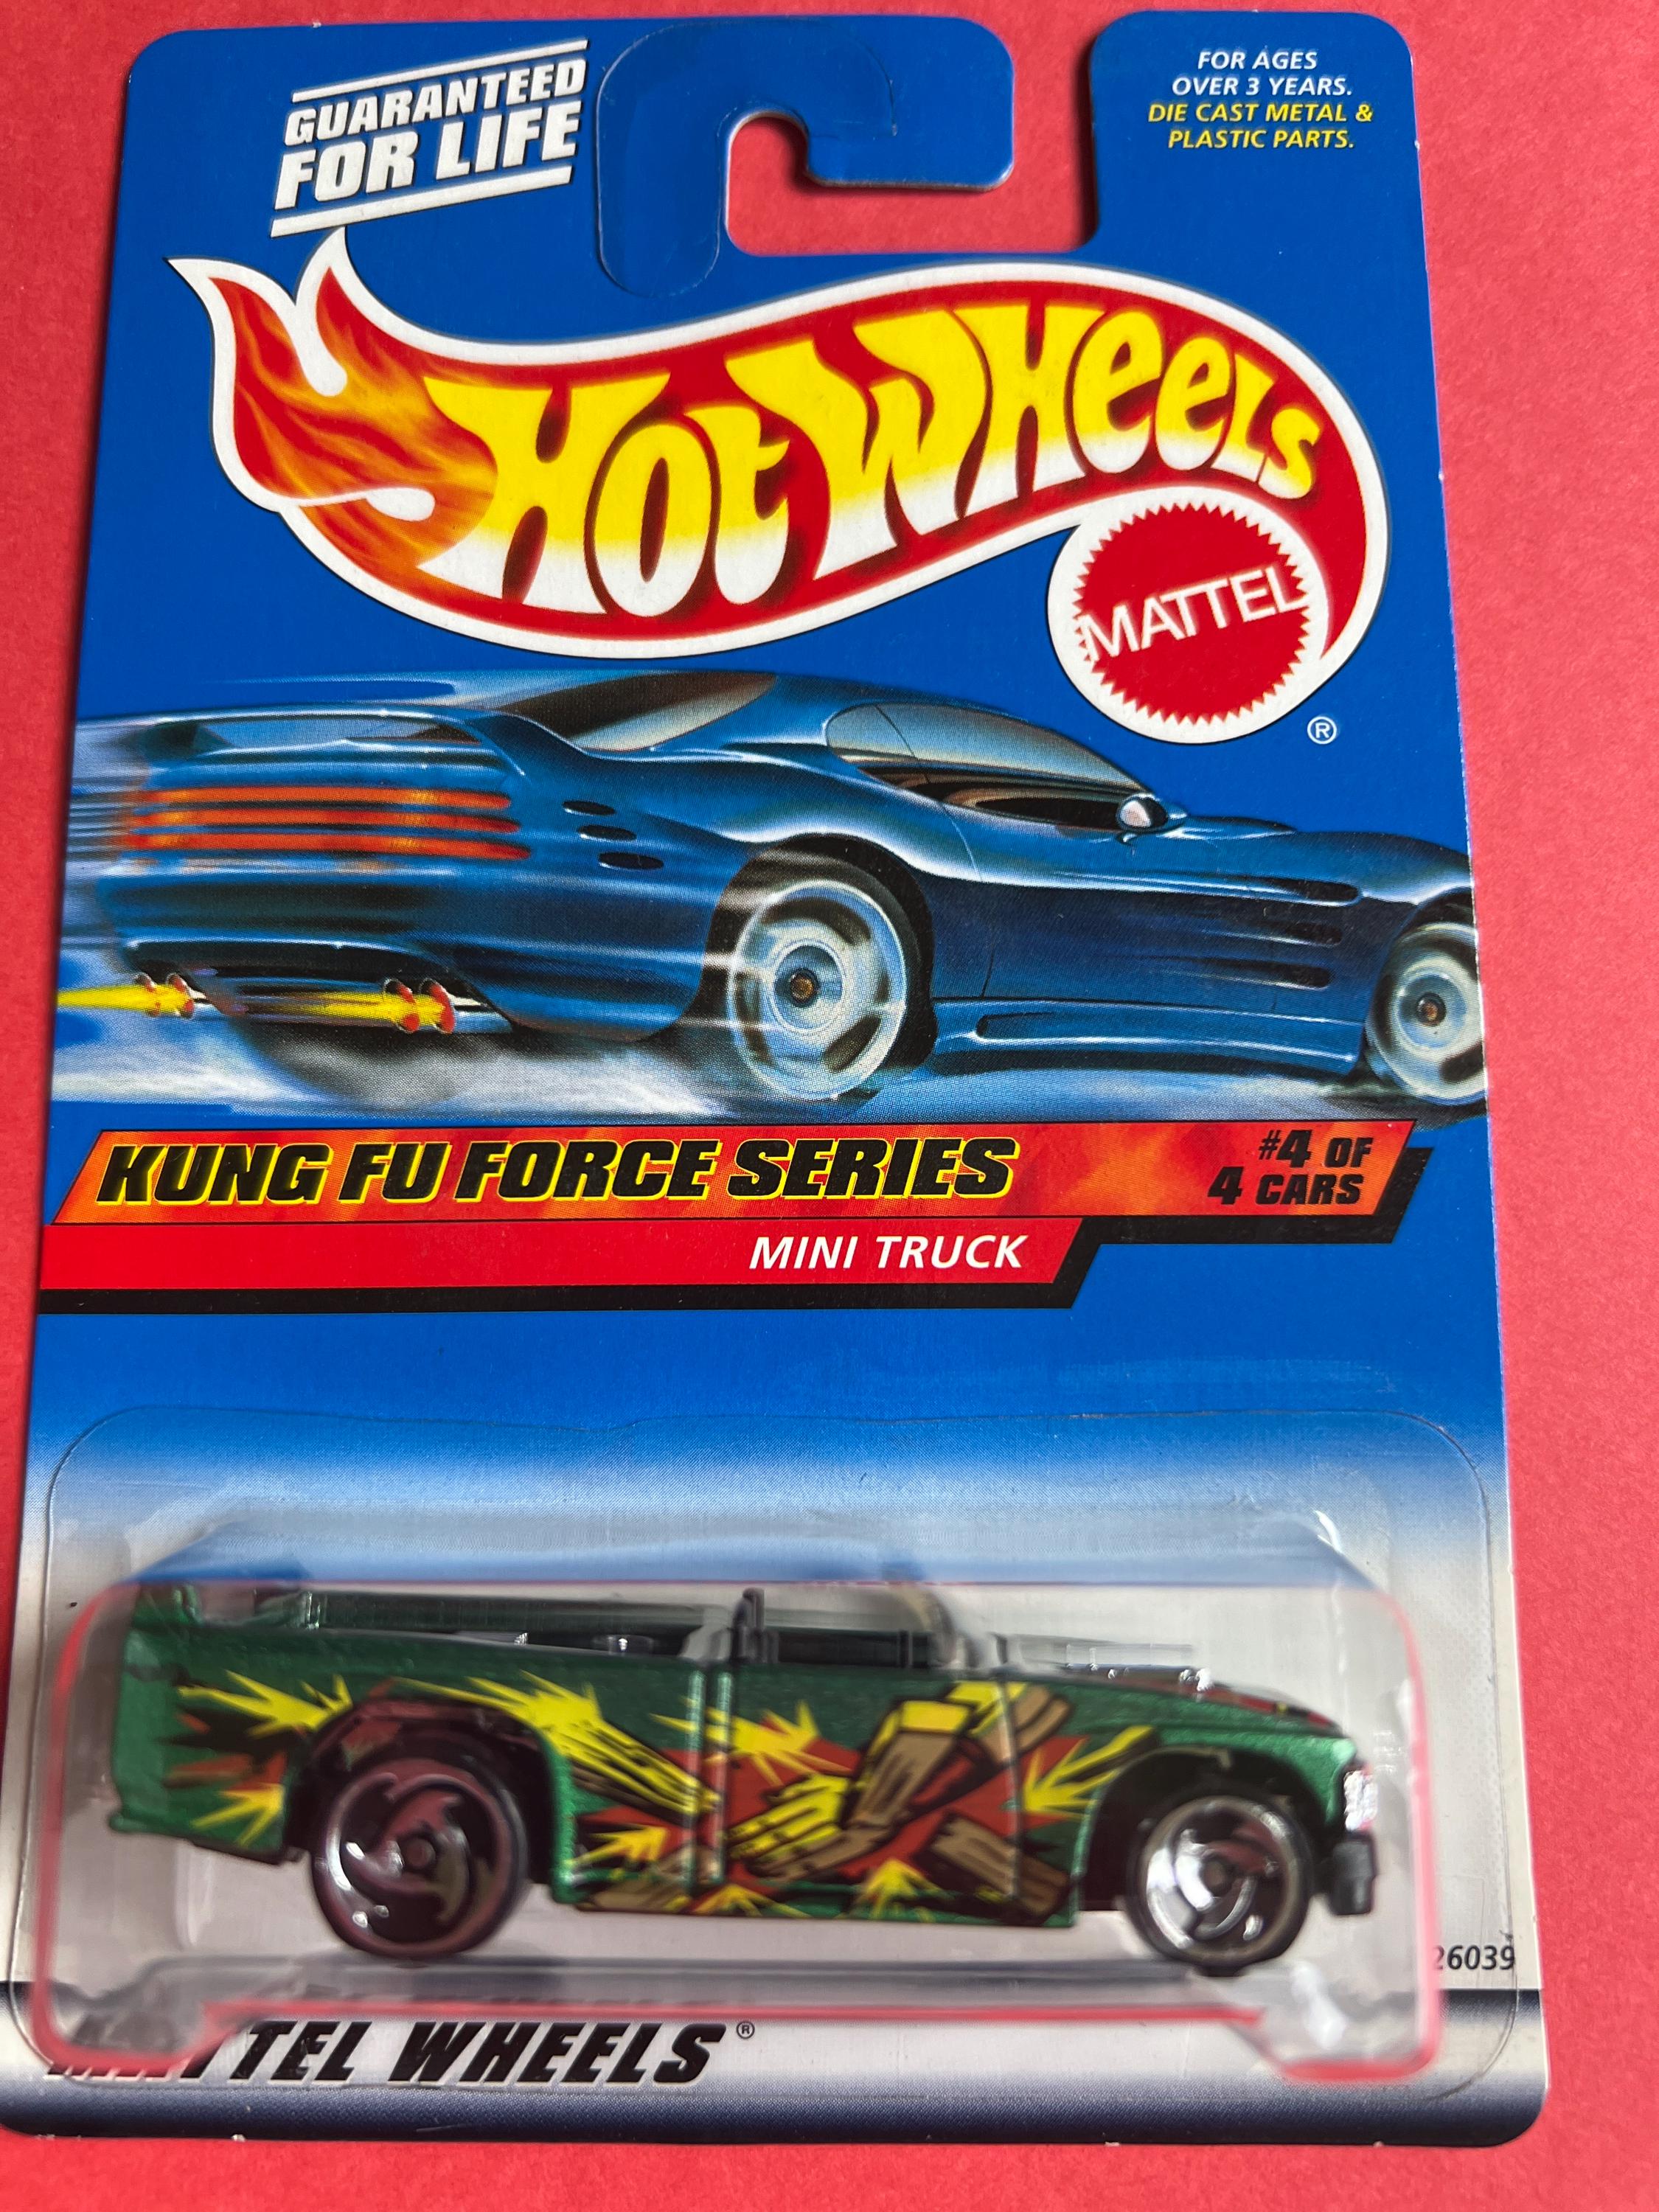 GUARANTEED
FOR LIFE
FOR AGES
OVER 3 YEARS.
DIE CAST METAL &
PLASTIC PARTS.
Hot Wheels
MATTEL
®
KUNG FU FORCE SERIES
#4 OF
4 CARS
MINI TRUCK
26039
WHEELS®